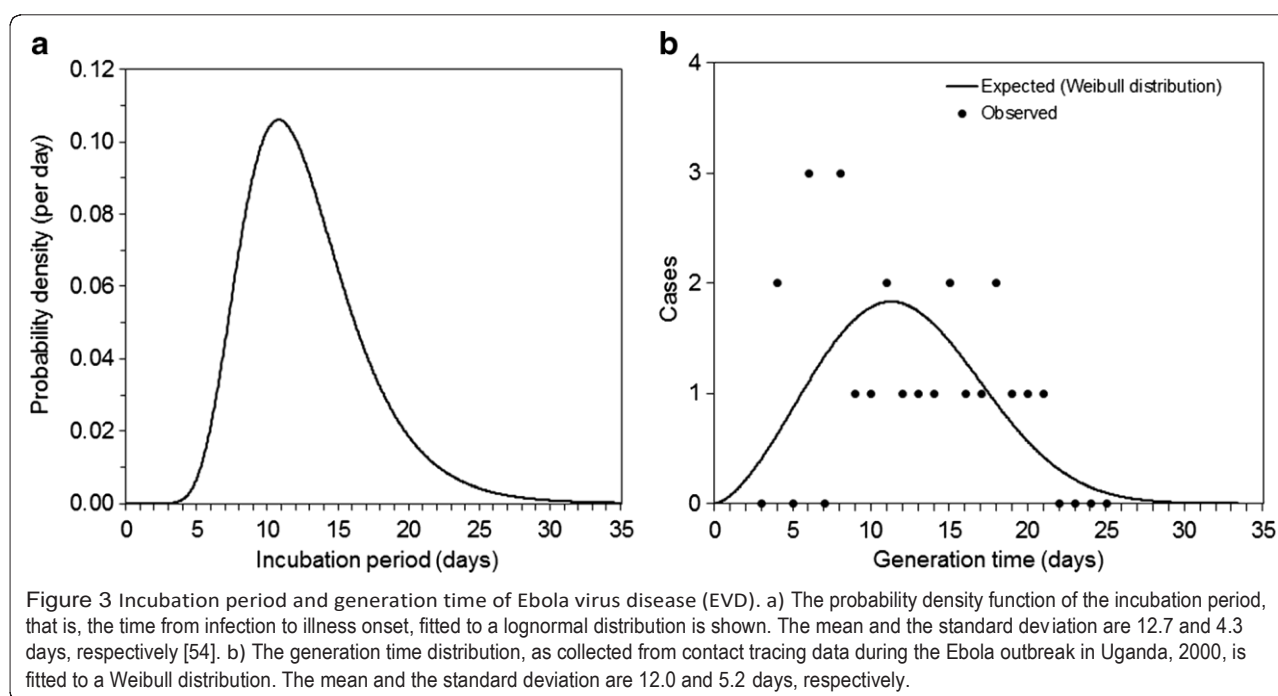 a
0.12
0.10
0.08
0.06
0.04
0.02
0.00
Probability density (per day)
0 5 10 15 20 25 30 35
Incubation period (days)
b
4
3
2
1
0
Cases
Expected (Weibull distribution)
Observed
0 5 10 15 20 25 30 35
Generation time (days)
Figure 3 Incubation period and generation time of Ebola virus disease (EVD). a) The probability density function of the incubation period,
that is, the time from infection to illness onset, fitted to a lognormal distribution is shown. The mean and the standard deviation are 12.7 and 4.3
days, respectively [54]. b) The generation time distribution, as collected from contact tracing data during the Ebola outbreak in Uganda, 2000, is
fitted to a Weibull distribution. The mean and the standard deviation are 12.0 and 5.2 days, respectively.